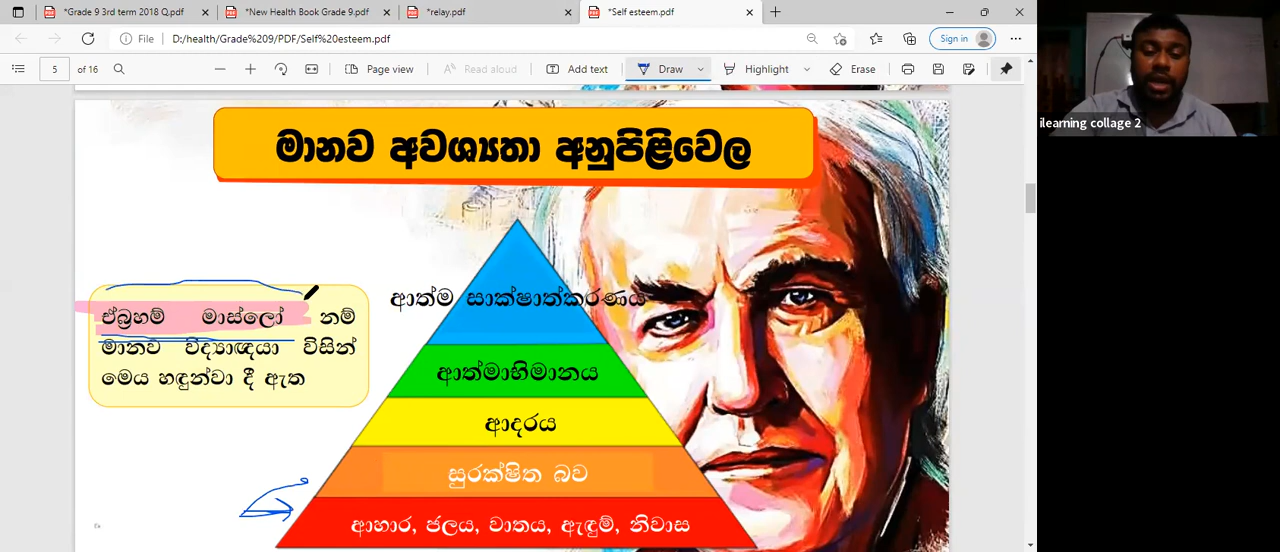 *Grade 9 3rd term 2018 Q.pdf
*New Health Book Grade 9.pdf
*relay.pdf
*Self esteem.pdf
File
D:/health/Grade%209/PDF/Self%20esteem.pdf
Sign in
5 of 16
Page view
Read aloud
Add text
Draw
Highlight
Erase
ilearning collage 2
මානව අවශ්‍යතා අනුපිළිවෙල
ඒබ්‍රහම් මාස්ලෝ නම්
මානව විද්‍යාඥයා විසින්
මෙය හඳුන්වා දී ඇත
ආත්ම සාක්ෂාත්කරණය
ආත්මාභිමානය
ආදරය
සුරක්ෂිත බව
ආහාර, ජලය, වාතය, ඇඳුම්, නිවාස